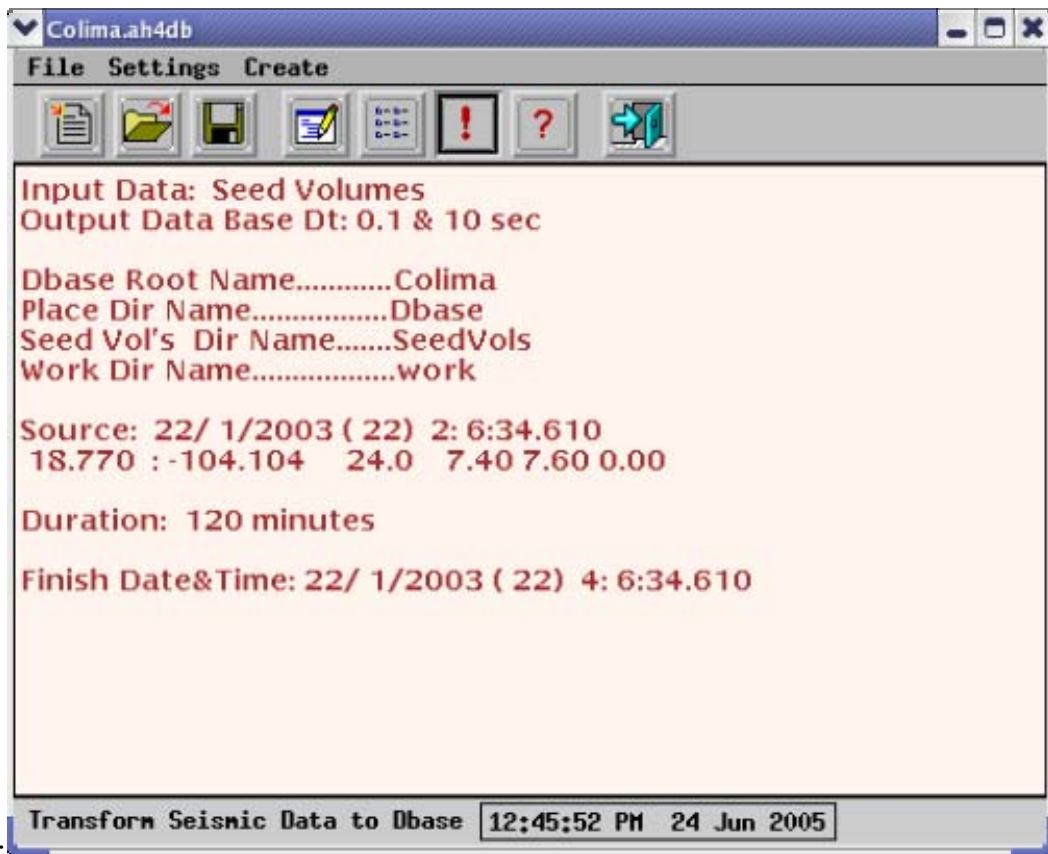 Colima.ah4db
File Settings Create
Input Data: Seed Volumes
Output Data Base Dt: 0.1 & 10 sec
Dbase Root Name............Colima
Place Dir Name.................Dbase
Seed Vol's Dir Name.......SeedVols
Work Dir Name..................work
Source: 22/ 1/2003 ( 22) 2: 6:34.610
18.770 : -104.104 24.0 7.40 7.60 0.00
Duration: 120 minutes
Finish Date&Time: 22/ 1/2003 ( 22) 4: 6:34.610
Transform Seismic Data to Dbase 12:45:52 PM 24 Jun 2005